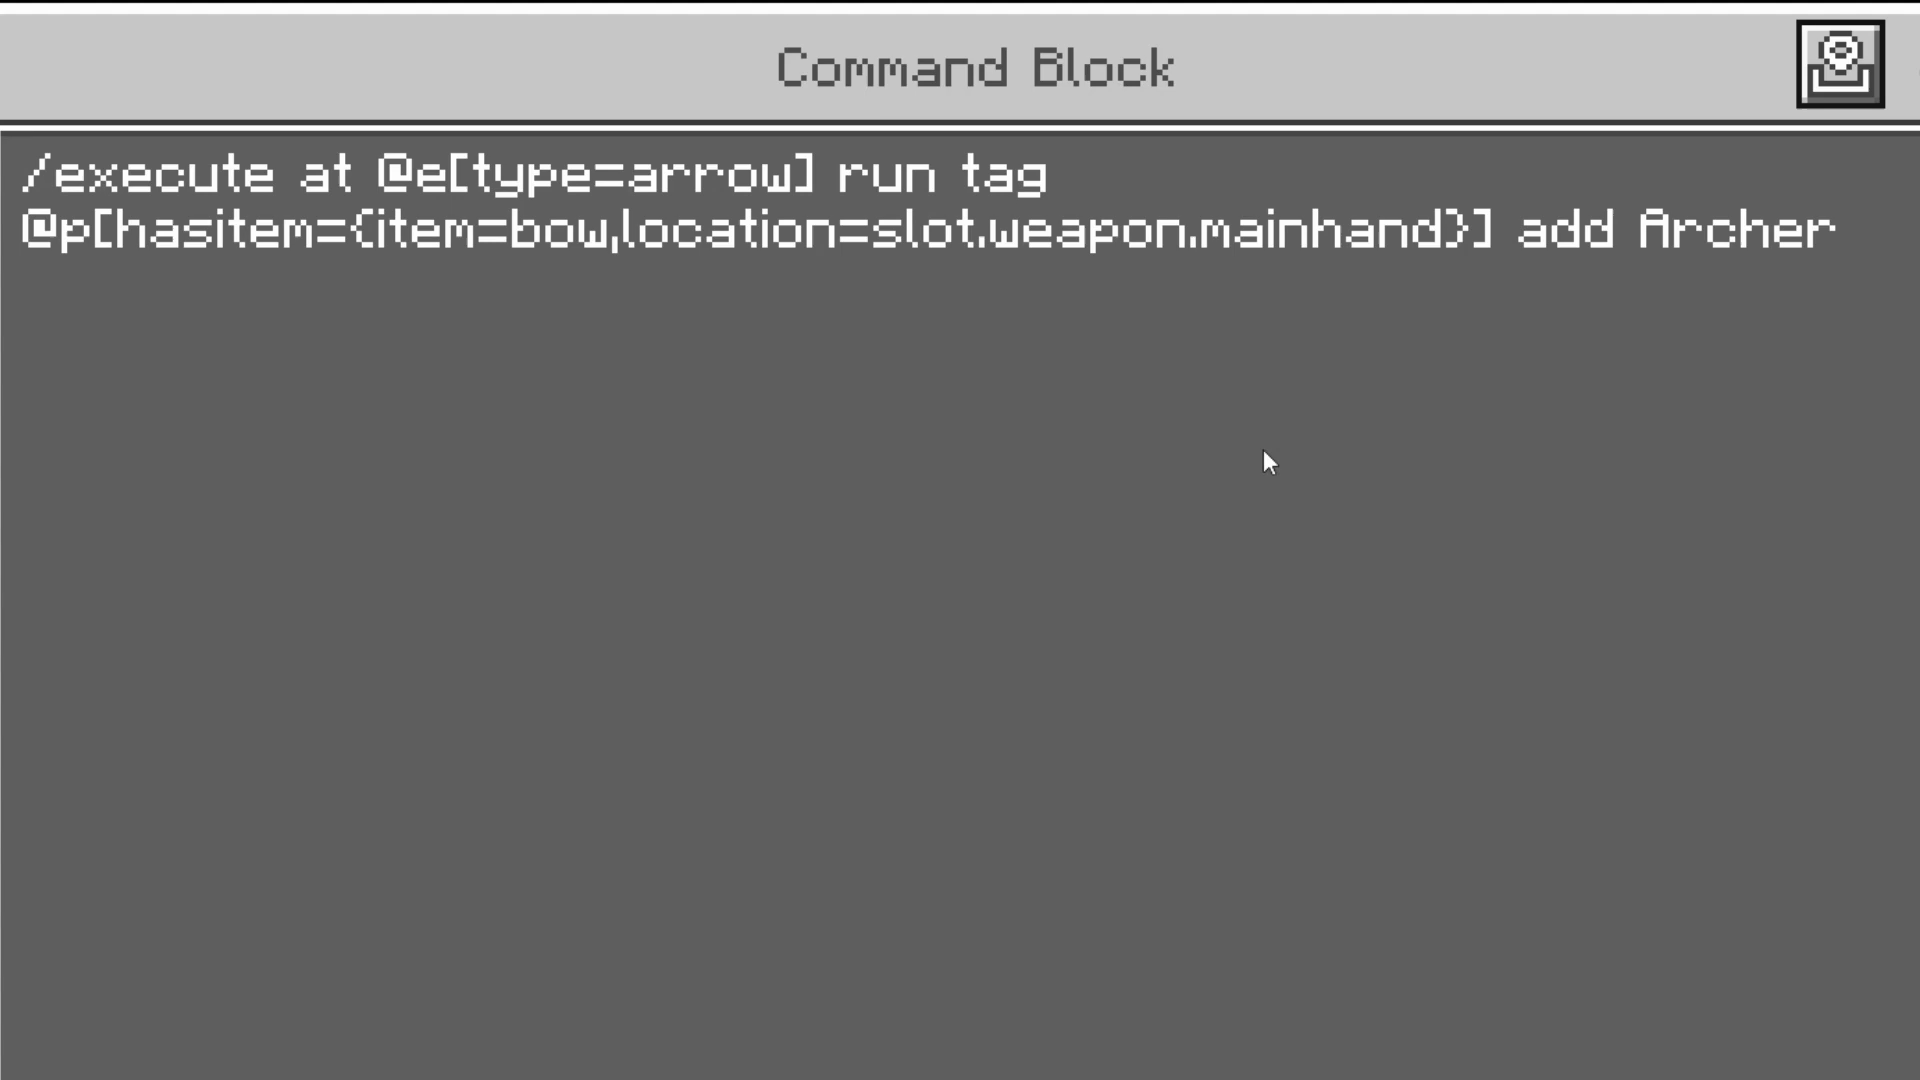 Command Block
/execute at @e[type=arrow] run tag
@p[hasitem={item=bow,location=slot.weapon.mainhand}] add Archer